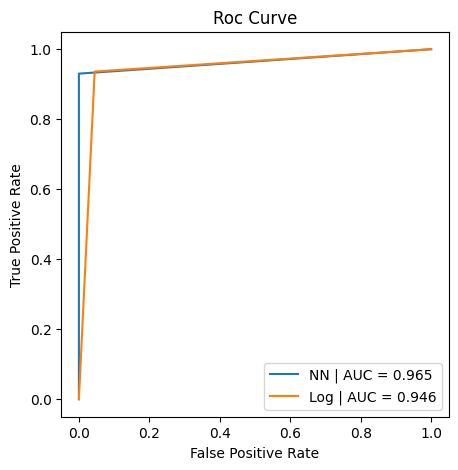 Roc Curve
1.0
0.8
0.6
0.4
0.2
0.0
True Positive Rate
NN | AUC = 0.965
Log | AUC = 0.946
0.0 0.2 0.4 0.6 0.8 1.0
False Positive Rate